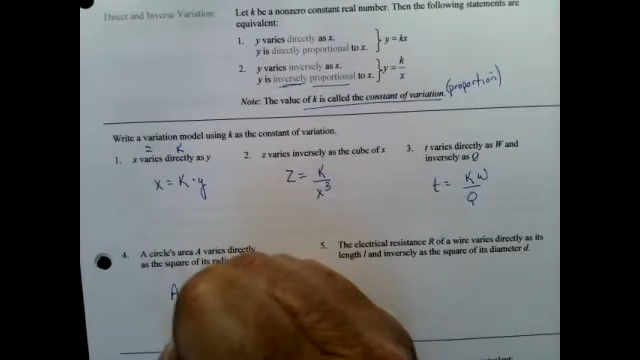 Direct and Inverse Variation:
Let k be a nonzero constant real number. Then the following statements are
equivalent:
1. y varies directly as x.
y is directly proportional to x. } y = kx
2. y varies inversely as x.
y is inversely proportional to x. } y = k/x
Note: The value of k is called the constant of variation. (proportion)
Write a variation model using k as the constant of variation.
= K
1. x varies directly as y
x = K · y
2. z varies inversely as the cube of x
Z = K/x³
3. t varies directly as W and
inversely as Q
t = KW/Q
4. A circle's area A varies directly
as the square of its
A
5. The electrical resistance R of a wire varies directly as its
length l and inversely as the square of its diameter d.